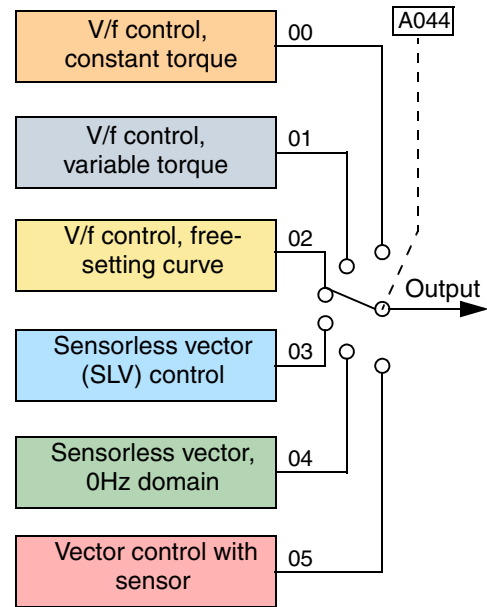 V/f control,
constant torque
00
A044
V/f control,
variable torque
01
V/f control, free-
setting curve
02
Output
Sensorless vector
(SLV) control
03
Sensorless vector,
0Hz domain
04
Vector control with
sensor
05